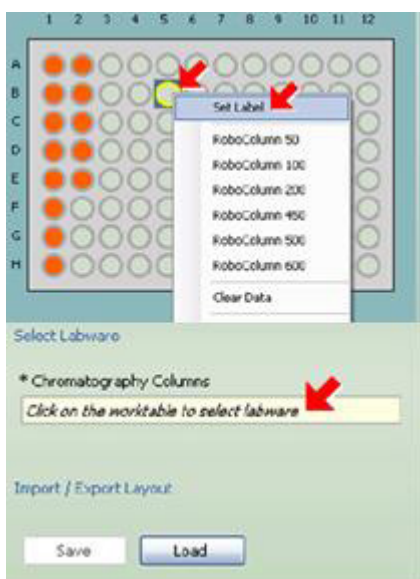 1 2 3 4 5 6 7 8 9 10 11 12
A
B
C
D
E
F
G
H
Set Label
RoboColumn 50
RoboColumn 100
RoboColumn 200
RoboColumn 450
RoboColumn 500
RoboColumn 600
Clear Data
Select Labware
* Chromatography Columns
Click on the worktable to select labware
Import / Export Layout
Save Load